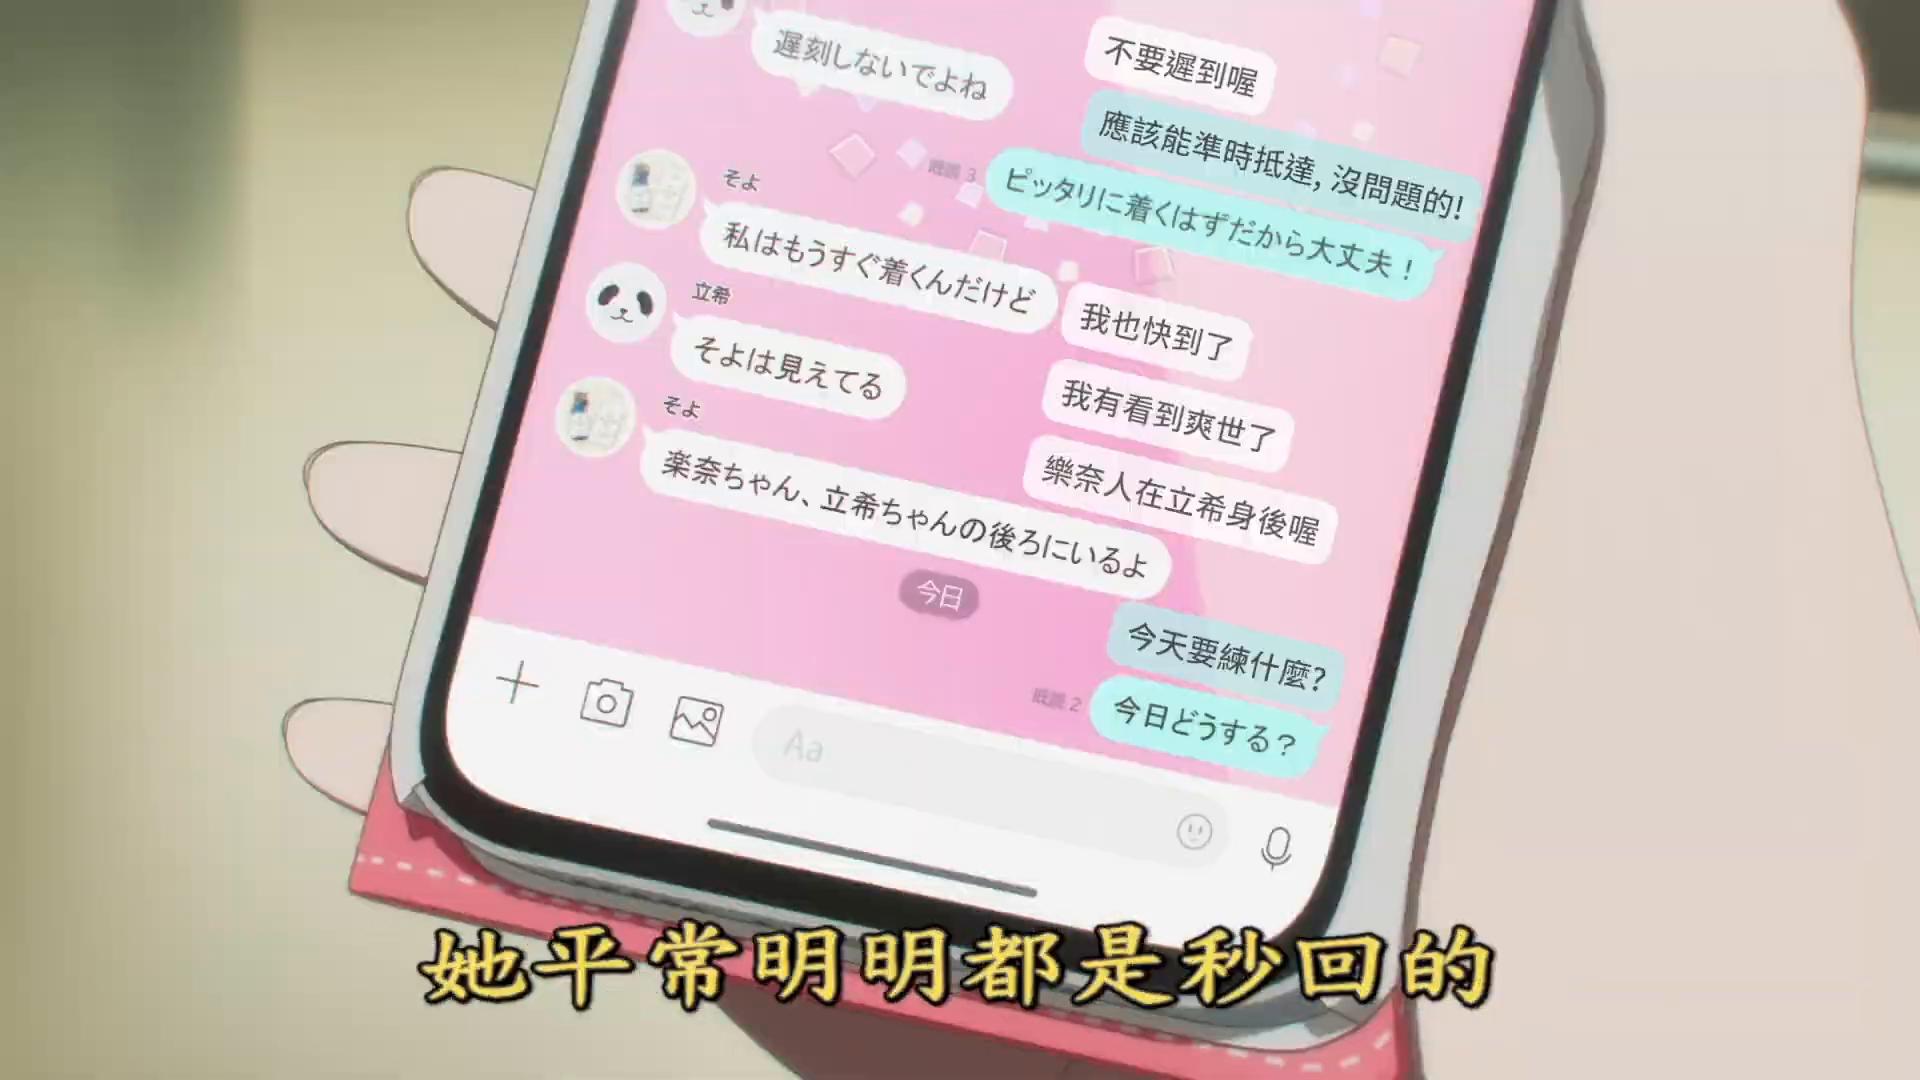 遅刻しないでよね
不要遲到喔
應該能準時抵達,沒問題的!
既読 3
ピッタリに着くはずだから大丈夫！
そよ
私はもうすぐ着くんだけど
我也快到了
立希
そよは見えてる
我有看到爽世了
そよ
楽奈ちゃん、立希ちゃんの後ろにいるよ
樂奈人在立希身後喔
今日
今天要練什麼?
既読 2
今日どうする？
Aa
她平常明明都是秒回的